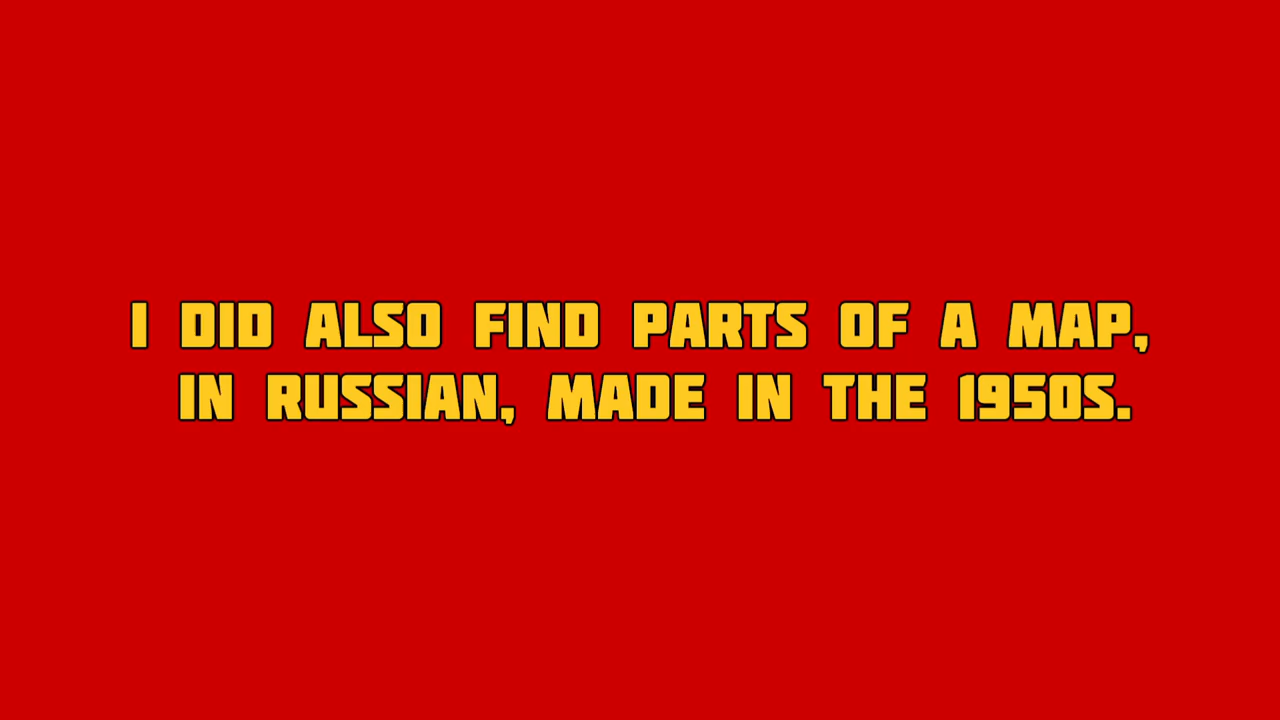 I DID ALSO FIND PARTS OF A MAP,
IN RUSSIAN, MADE IN THE 1950S.